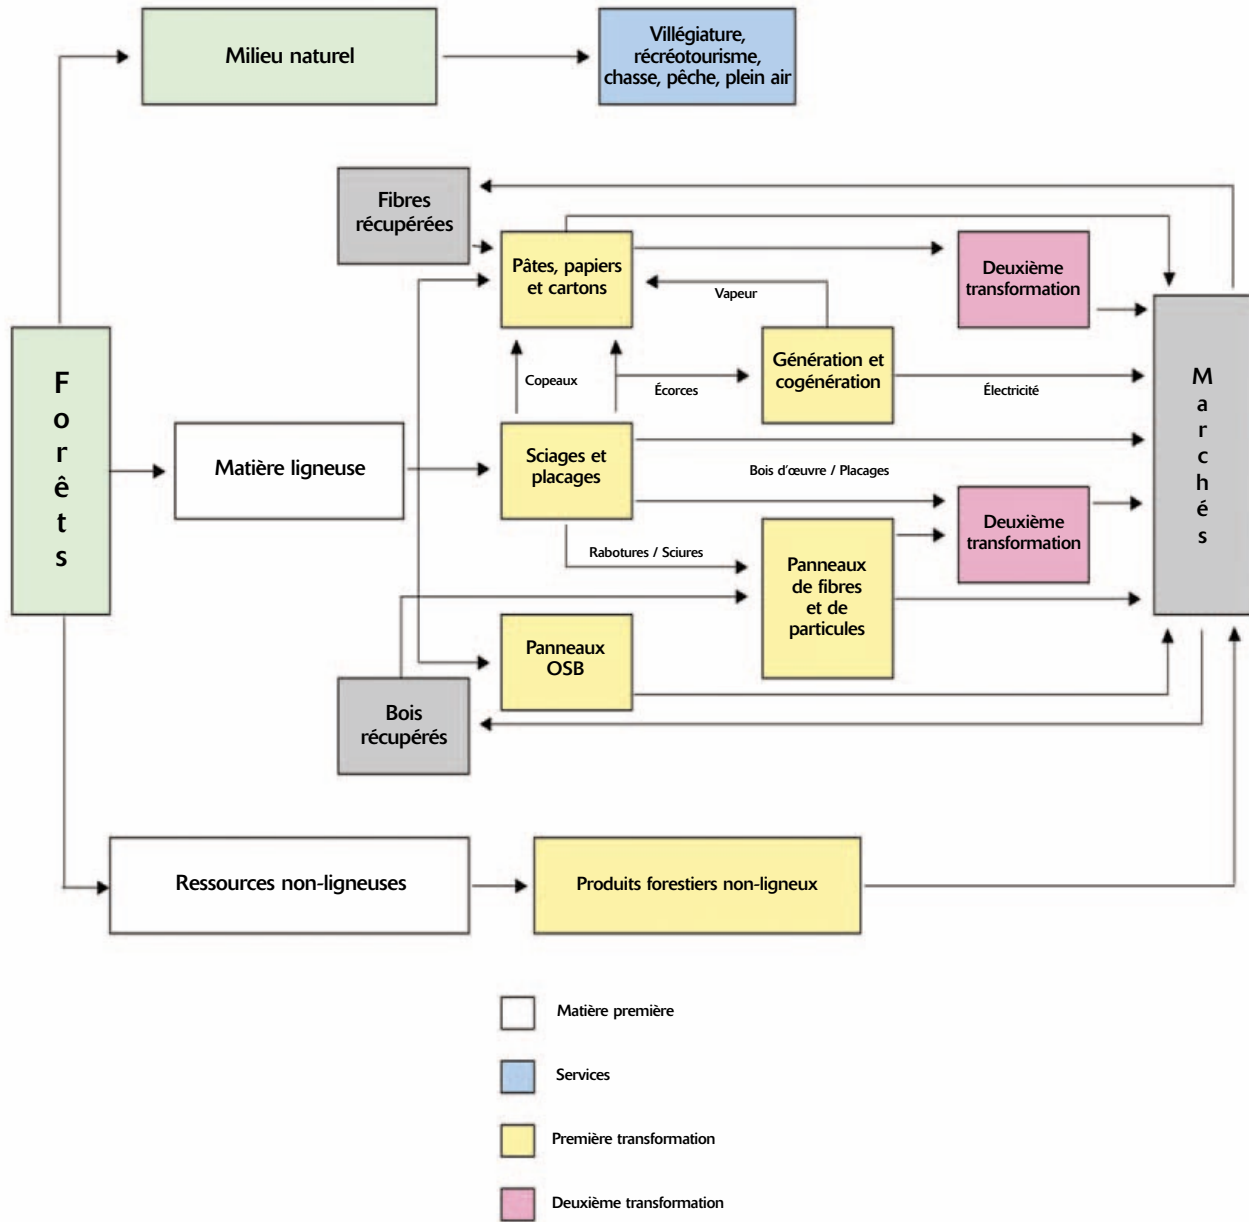 Milieu naturel
Villégiature,
récréotourisme,
chasse, pêche, plein air
Fibres
récupérées
Pâtes, papiers
et cartons
Deuxième
transformation
Vapeur
Forêts
Génération et
cogénération
Marchés
Copeaux
Écorces
Électricité
Matière ligneuse
Sciages et
placages
Bois d'œuvre / Placages
Deuxième
transformation
Rabotures / Sciures
Panneaux
de fibres
et de
particules
Panneaux
OSB
Bois
récupérés
Ressources non-ligneuses
Produits forestiers non-ligneux
Matière première
Services
Première transformation
Deuxième transformation